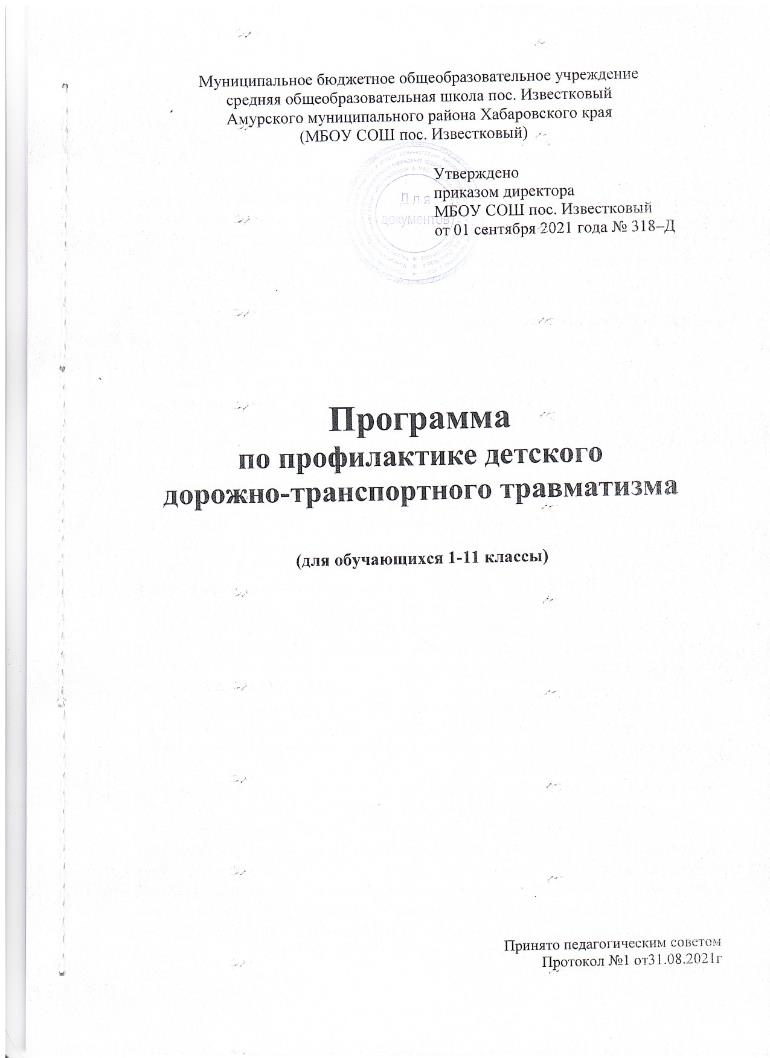 Муниципальное бюджетное общеобразовательное учреждение
средняя общеобразовательная школа пос. Известковый
Амурского муниципального района Хабаровского края
(МБОУ СОШ пос. Известковый)
Утверждено
приказом директора
МБОУ СОШ пос. Известковый
от 01 сентября 2021 года № 318–Д
Для
документов
Программа
по профилактике детского
дорожно-транспортного травматизма
(для обучающихся 1-11 классы)
Принято педагогическим советом
Протокол №1 от31.08.2021г